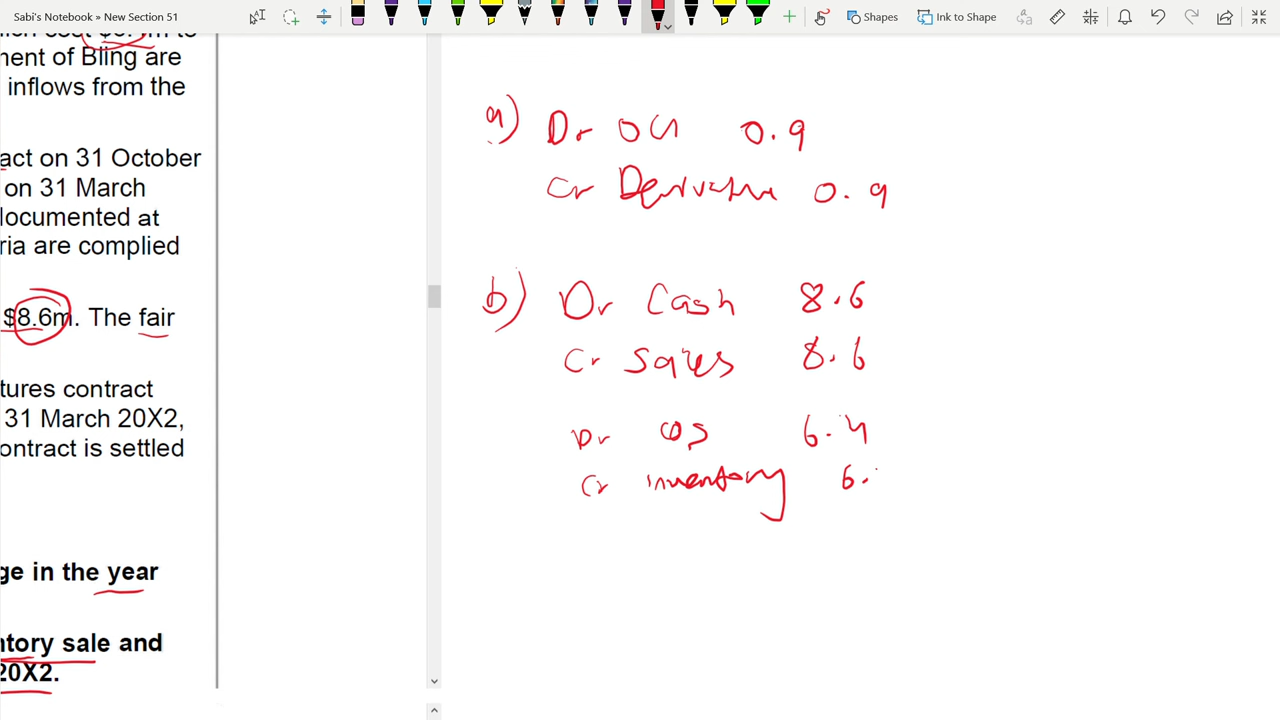 Sabi's Notebook » New Section 51
Shapes
Ink to Shape
ment of Bling are
inflows from the
act on 31 October
on 31 March
documented at
ria are complied
$8.6m. The fair
tures contract
31 March 20X2,
ontract is settled
ge in the year
ntory sale and
20X2.
a) Dr OCI 0.9
Cr Derivative 0.9
b) Dr Cash 8.6
Cr Sales 8.6
Dr COS 6.4
Cr inventory 6.